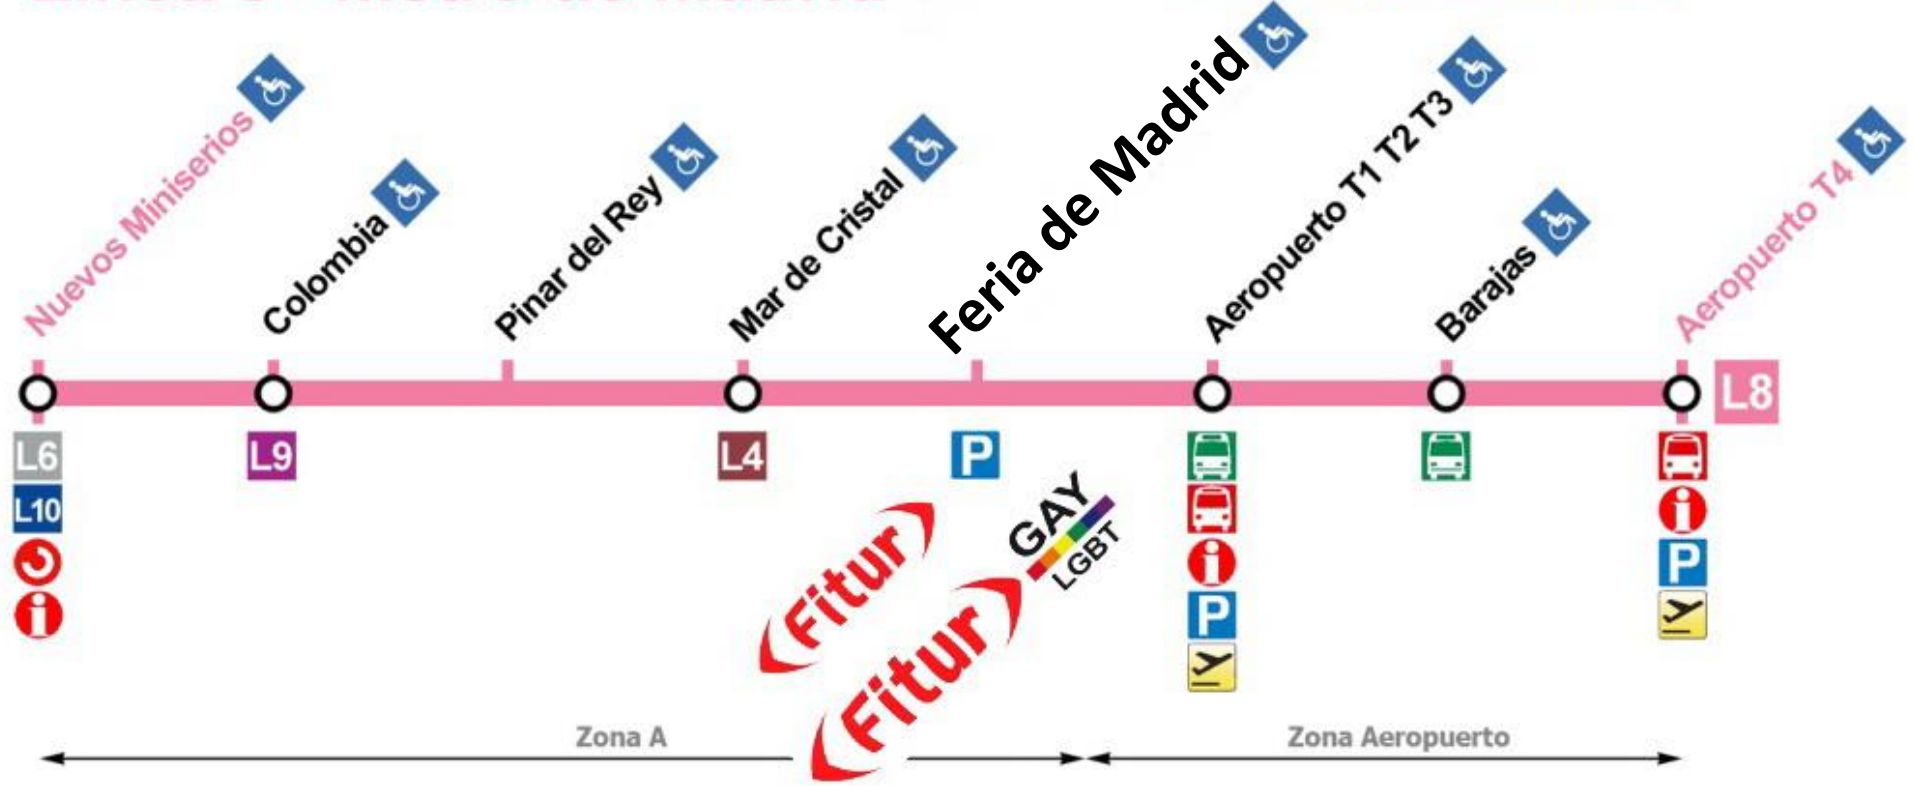 Nuevos Miniserios
Colombia
Pinar del Rey
Mar de Cristal
Feria de Madrid
Aeropuerto T1 T2 T3
Barajas
Aeropuerto T4
L8
L6
L9
L4
P
L10
i
i
P
i
P
Fitur
Fitur
GAY
LGBT
Zona A
Zona Aeropuerto